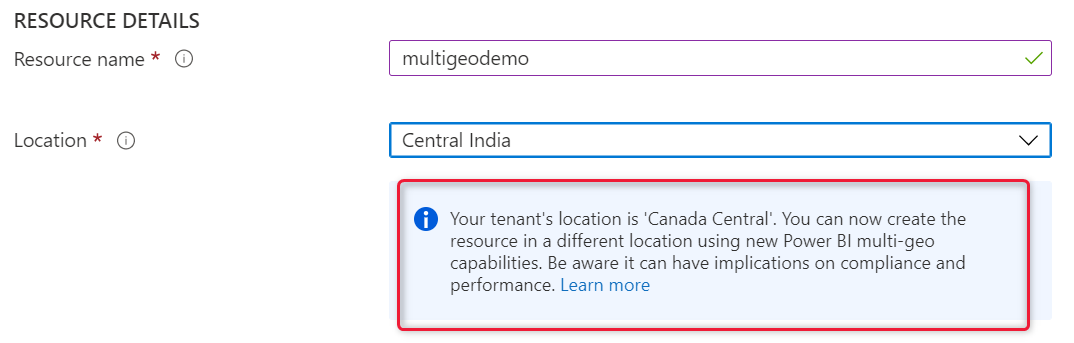 RESOURCE DETAILS
Resource name *
multigeodemo
Location *
Central India
Your tenant's location is 'Canada Central'. You can now create the
resource in a different location using new Power BI multi-geo
capabilities. Be aware it can have implications on compliance and
performance. Learn more